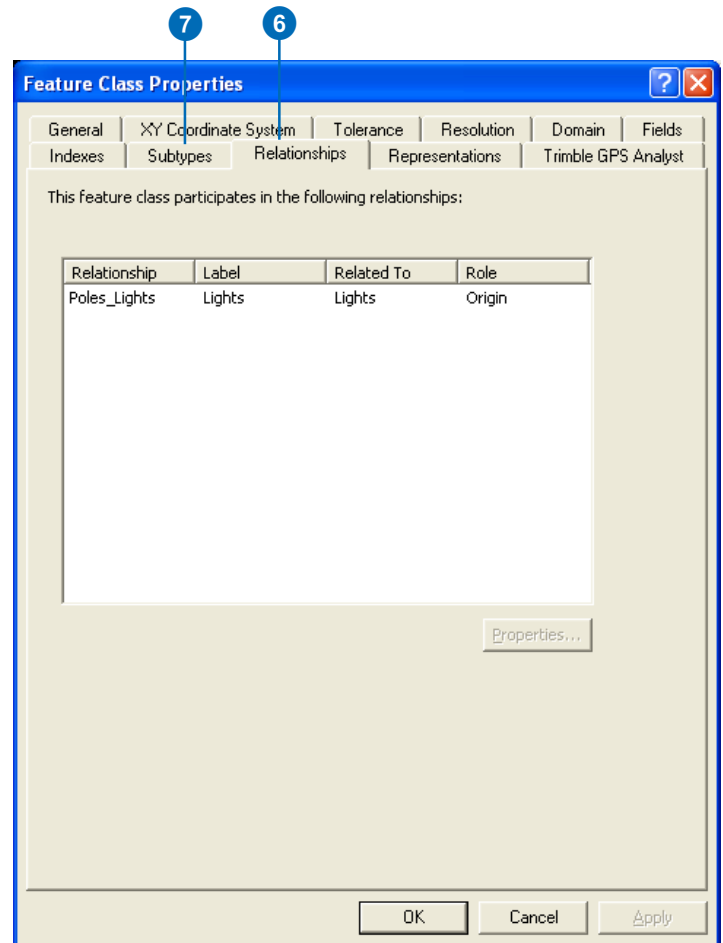 7 6
Feature Class Properties ?
General XY Coordinate System Tolerance Resolution Domain Fields
Indexes Subtypes Relationships Representations Trimble GPS Analyst
This feature class participates in the following relationships:
Relationship Label Related To Role
Poles_Lights Lights Lights Origin
Properties...
OK Cancel Apply